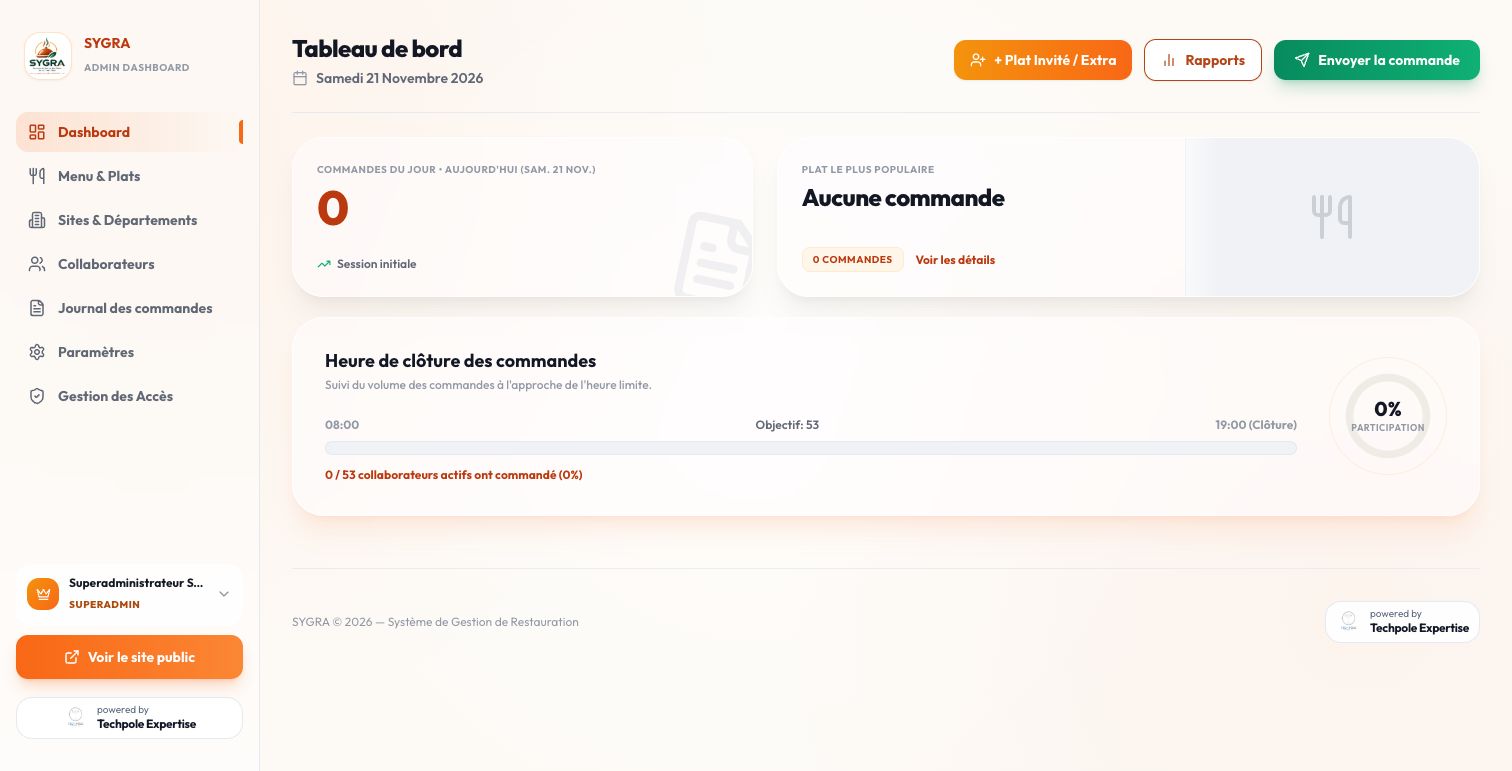 SYGRA
SYGRA
ADMIN DASHBOARD
Dashboard
Menu & Plats
Sites & Départements
Collaborateurs
Journal des commandes
Paramètres
Gestion des Accès
Superadministrateur S...
SUPERADMIN
Voir le site public
powered by
Techpole Expertise
Tableau de bord
Samedi 21 Novembre 2026
+ Plat Invité / Extra
Rapports
Envoyer la commande
COMMANDES DU JOUR • AUJOURD'HUI (SAM. 21 NOV.)
0
Session initiale
PLAT LE PLUS POPULAIRE
Aucune commande
0 COMMANDES
Voir les détails
Heure de clôture des commandes
Suivi du volume des commandes à l'approche de l'heure limite.
08:00
Objectif: 53
19:00 (Clôture)
0 / 53 collaborateurs actifs ont commandé (0%)
0%
PARTICIPATION
SYGRA © 2026 — Système de Gestion de Restauration
powered by
Techpole Expertise